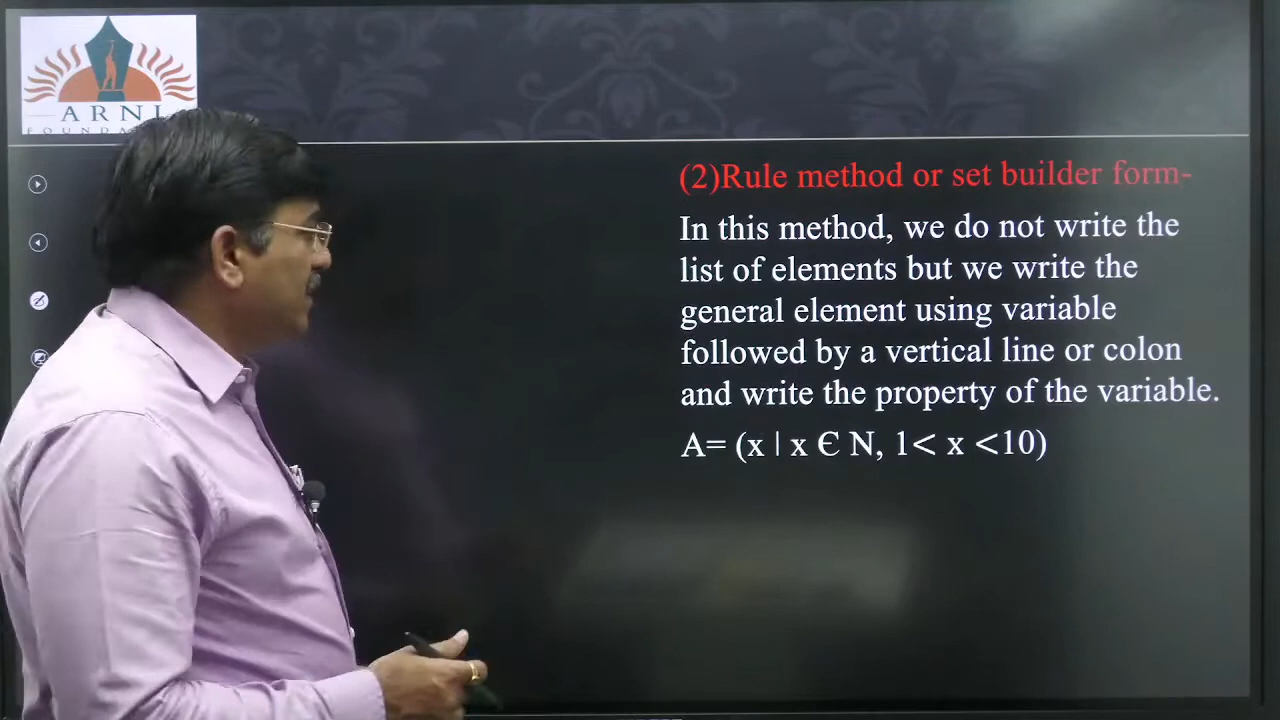 ARNI
(2)Rule method or set builder form-
In this method, we do not write the
list of elements but we write the
general element using variable
followed by a vertical line or colon
and write the property of the variable.
A= (x | x Є N, 1< x <10)